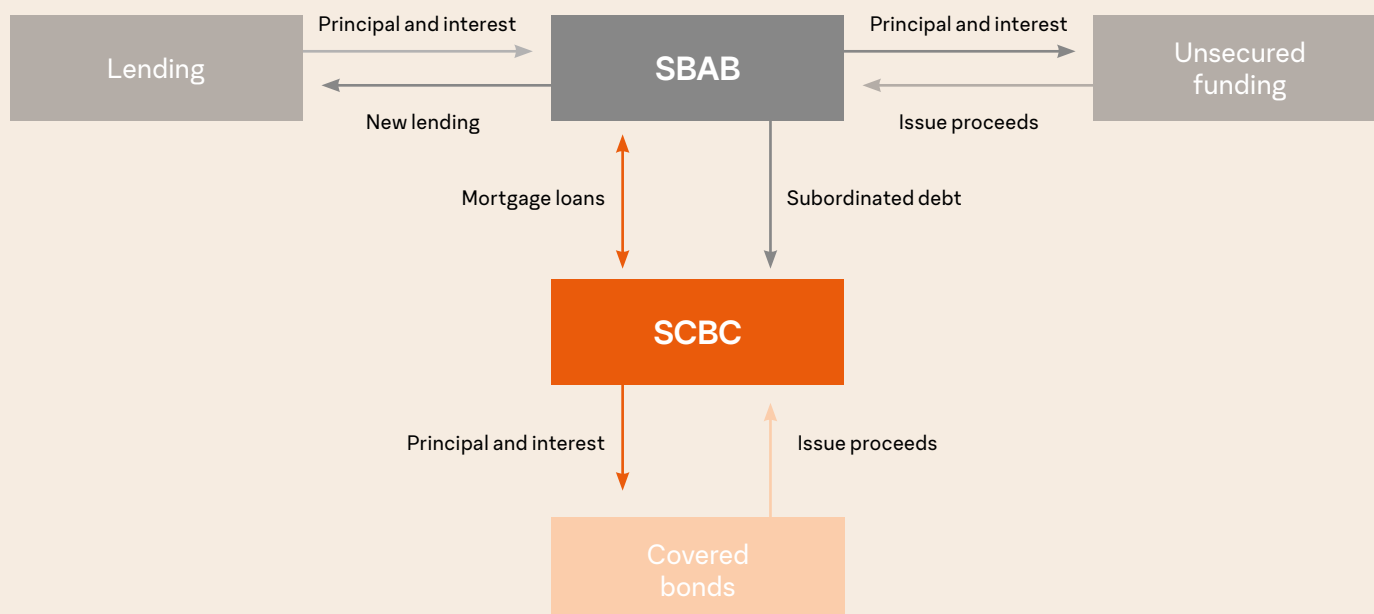 Principal and interest
Principal and interest
Lending
SBAB
Unsecured
funding
New lending
Issue proceeds
Mortgage loans
Subordinated debt
SCBC
Principal and interest
Issue proceeds
Covered
bonds